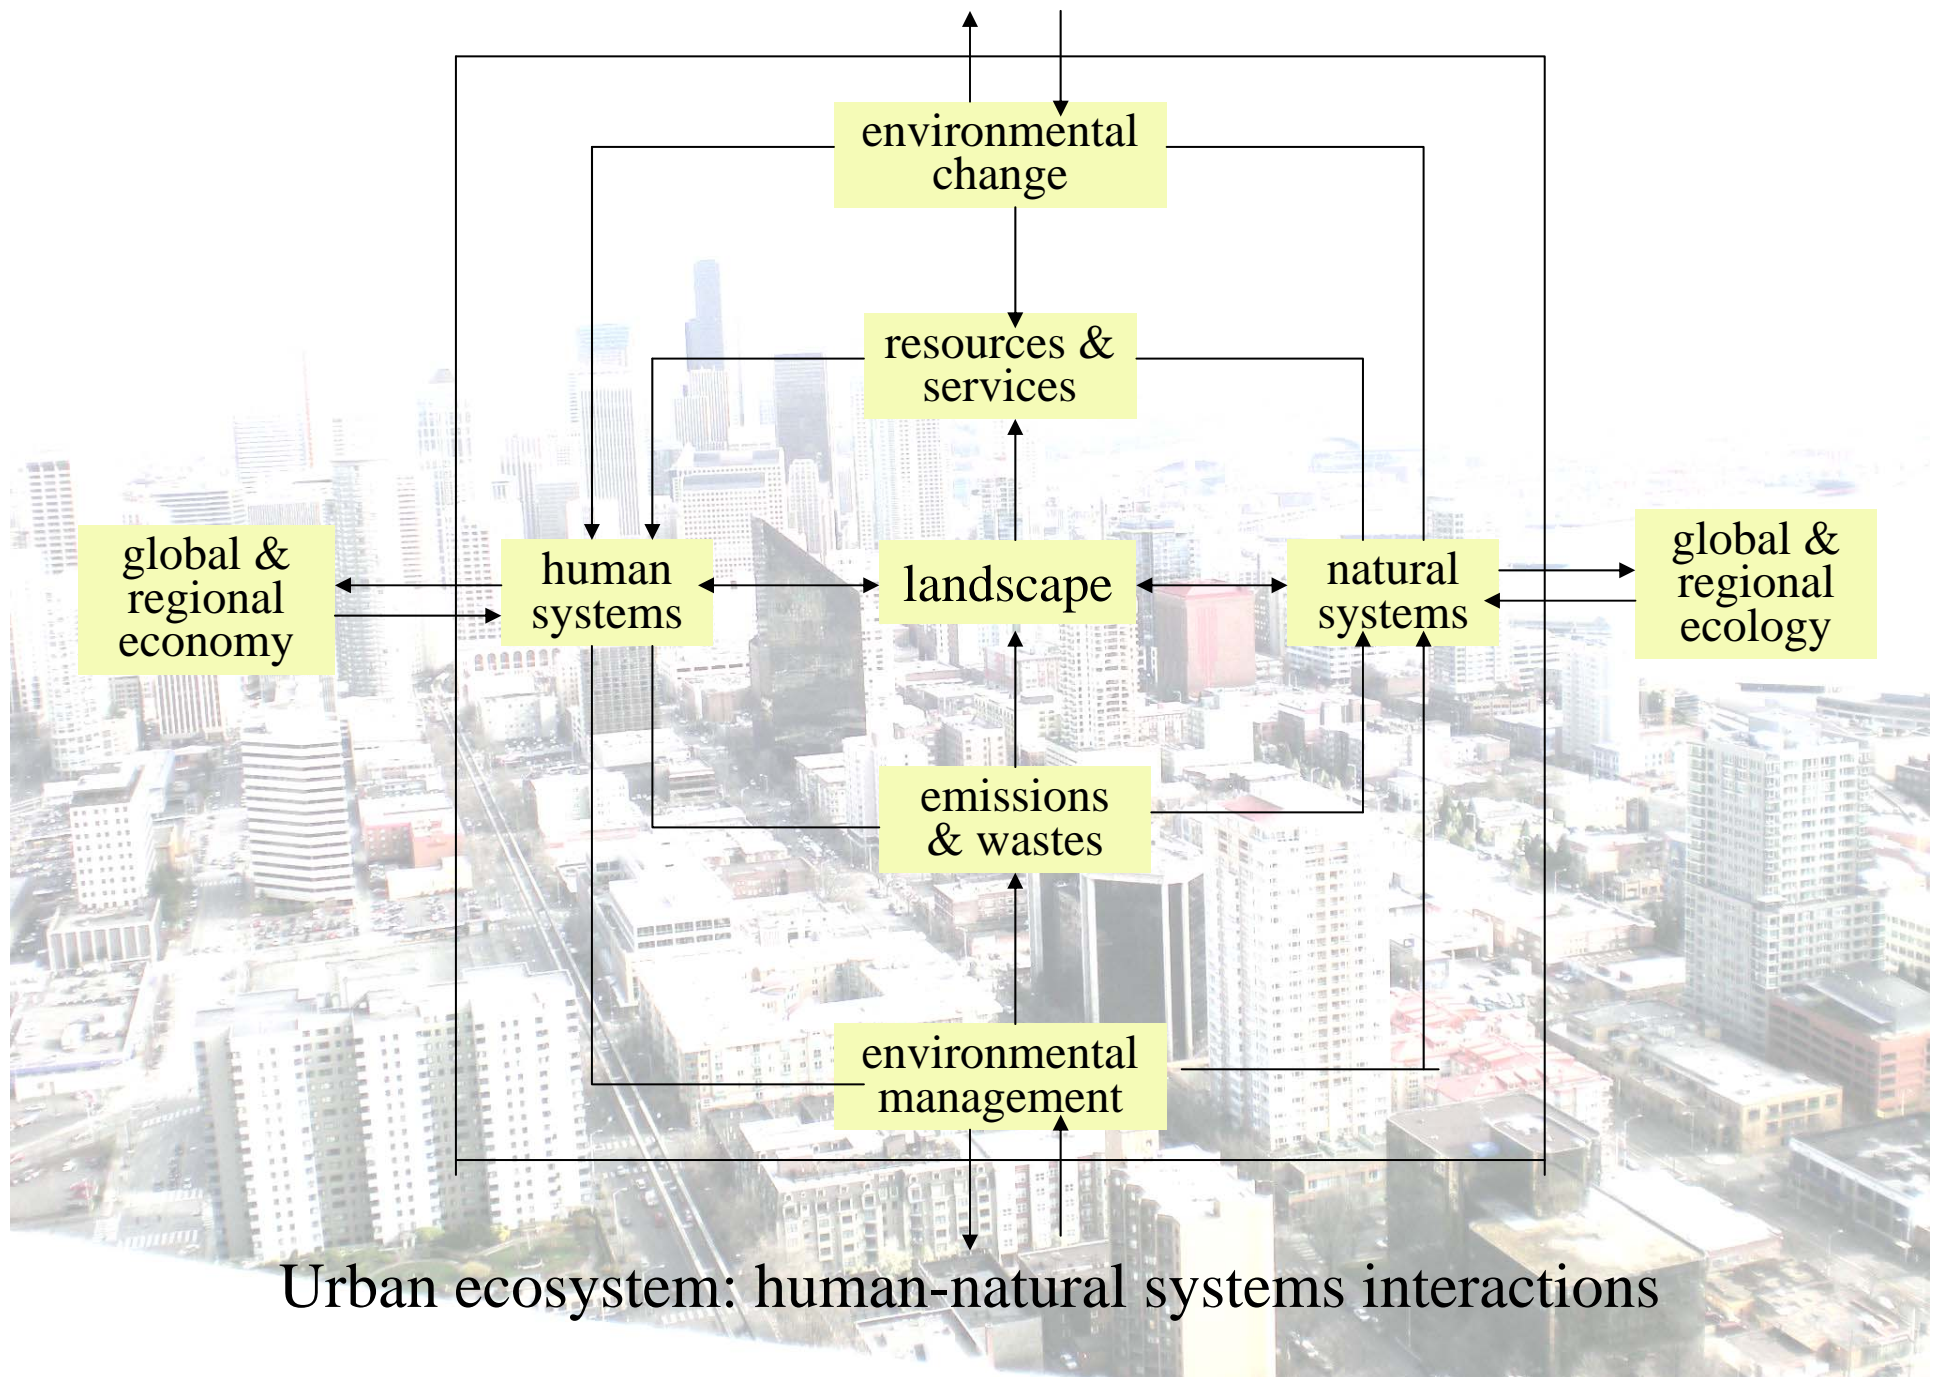 environmental
change
resources &
services
global &
regional
economy
human
systems
landscape
natural
systems
global &
regional
ecology
emissions
& wastes
environmental
management
Urban ecosystem: human-natural systems interactions